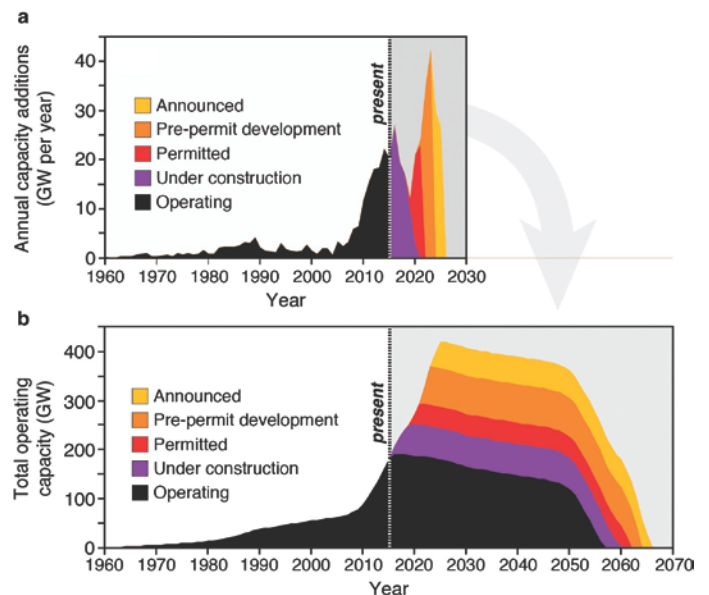 a
Annual capacity additions
(GW per year)
40
30
20
10
0
Announced
Pre-permit development
Permitted
Under construction
Operating
present
1960 1970 1980 1990 2000 2010 2020 2030
Year
b
Total operating
capacity (GW)
400
300
200
100
0
Announced
Pre-permit development
Permitted
Under construction
Operating
present
1960 1970 1980 1990 2000 2010 2020 2030 2040 2050 2060 2070
Year